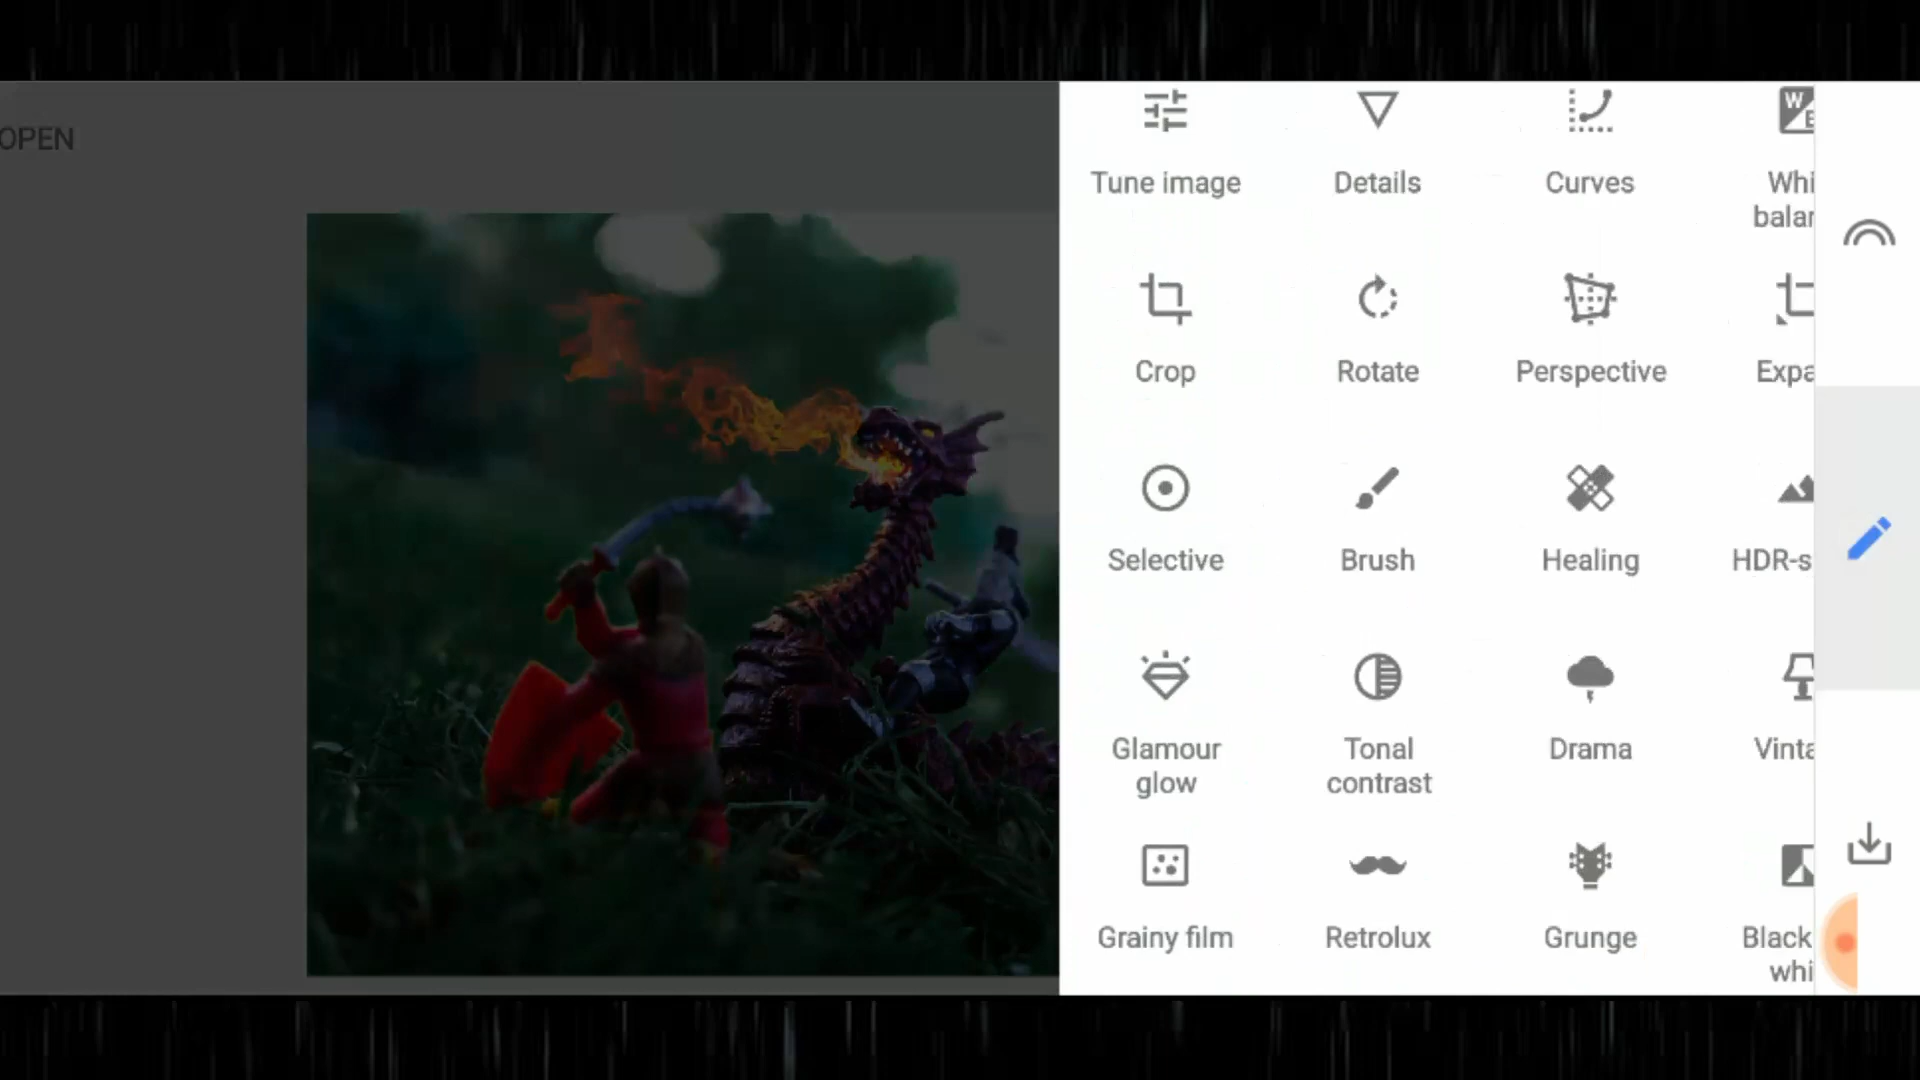 OPEN
Tune image
Details
Curves
Whi
balar
Crop
Rotate
Perspective
Expa
Selective
Brush
Healing
HDR-s
Glamour
glow
Tonal
contrast
Drama
Vinta
Grainy film
Retrolux
Grunge
Black
whi